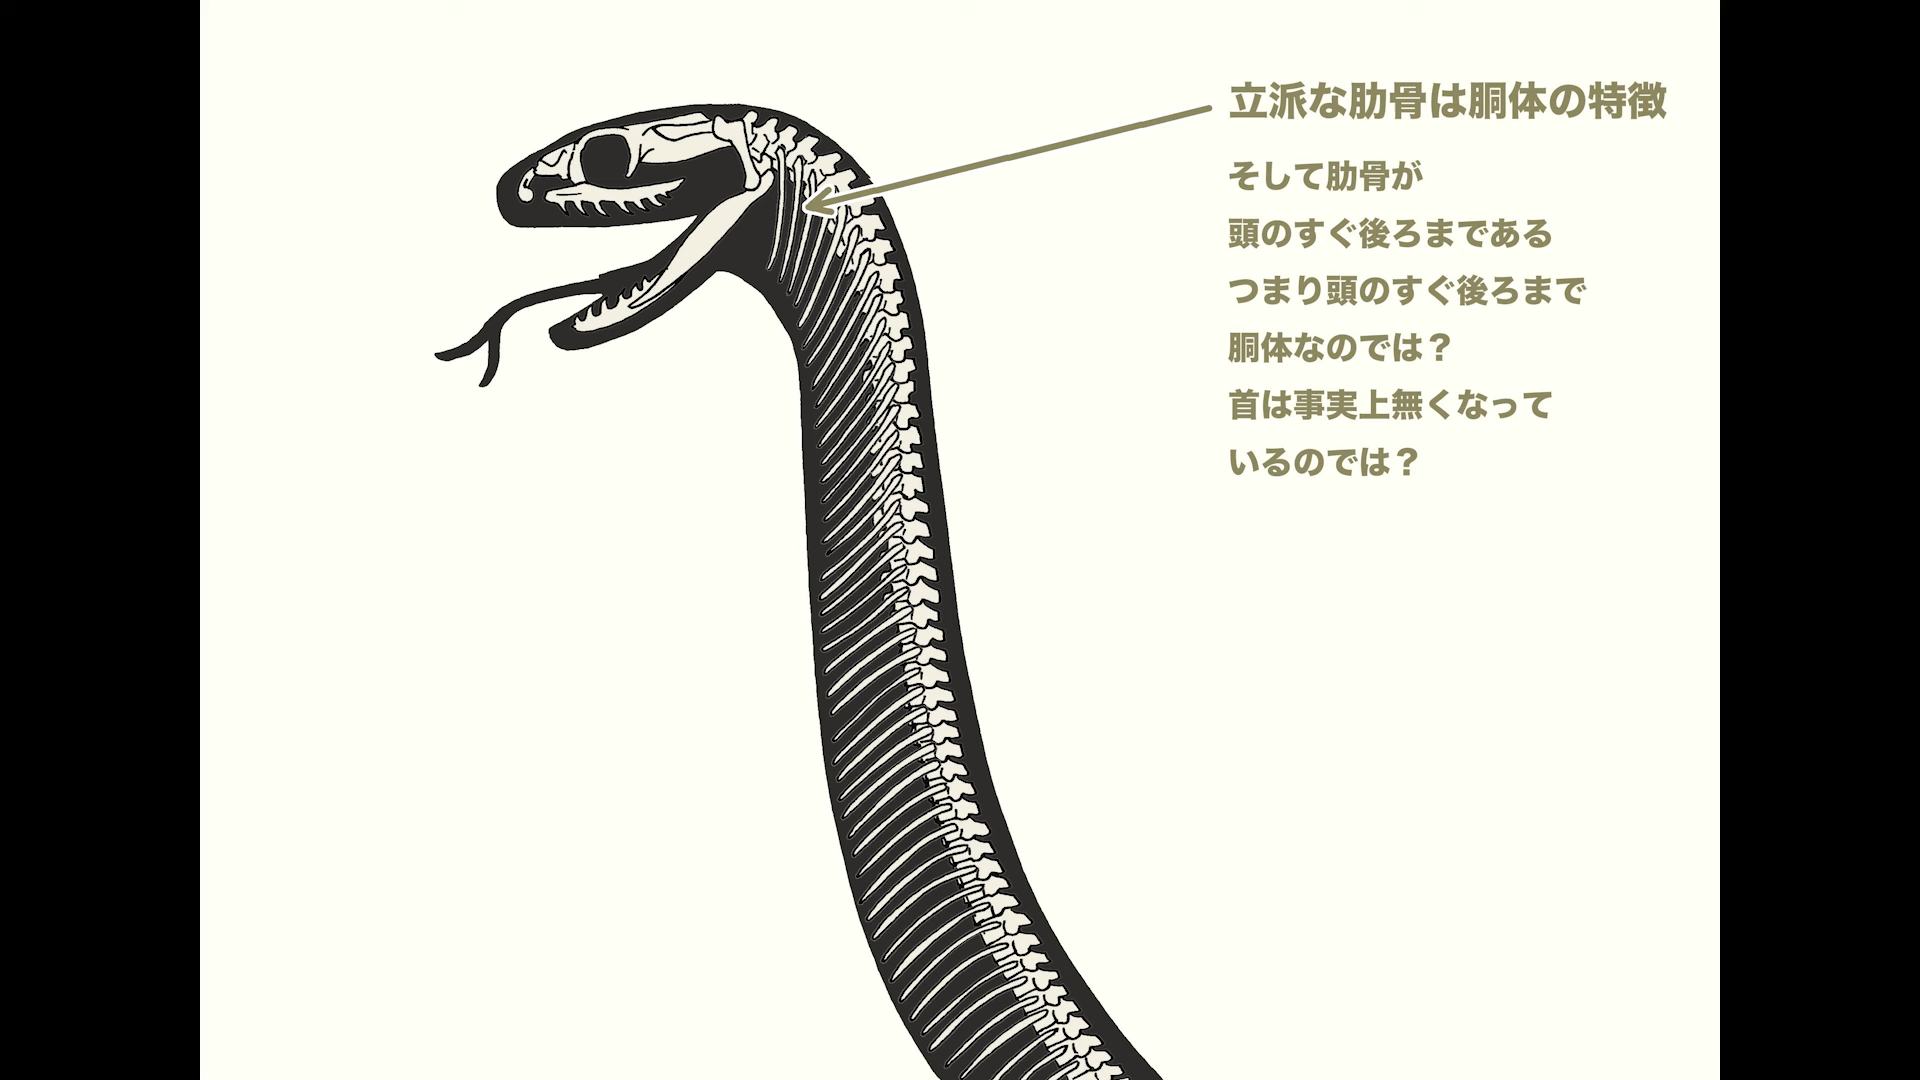 立派な肋骨は胴体の特徴
そして肋骨が
頭のすぐ後ろまである
つまり頭のすぐ後ろまで
胴体なのでは？
首は事実上無くなって
いるのでは？